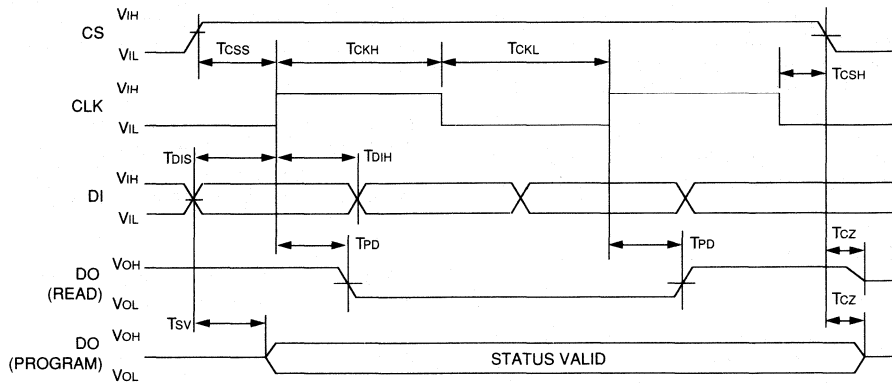 VIH
CS
VIL
TCSS TCKH TCKL
TCSH
VIH
CLK
VIL
TDIS TDIH
VIH
DI
VIL
TPD TPD TCZ
VOH
DO
(READ)
VOL
TCZ
TSV
VOH
DO
(PROGRAM)
STATUS VALID
VOL